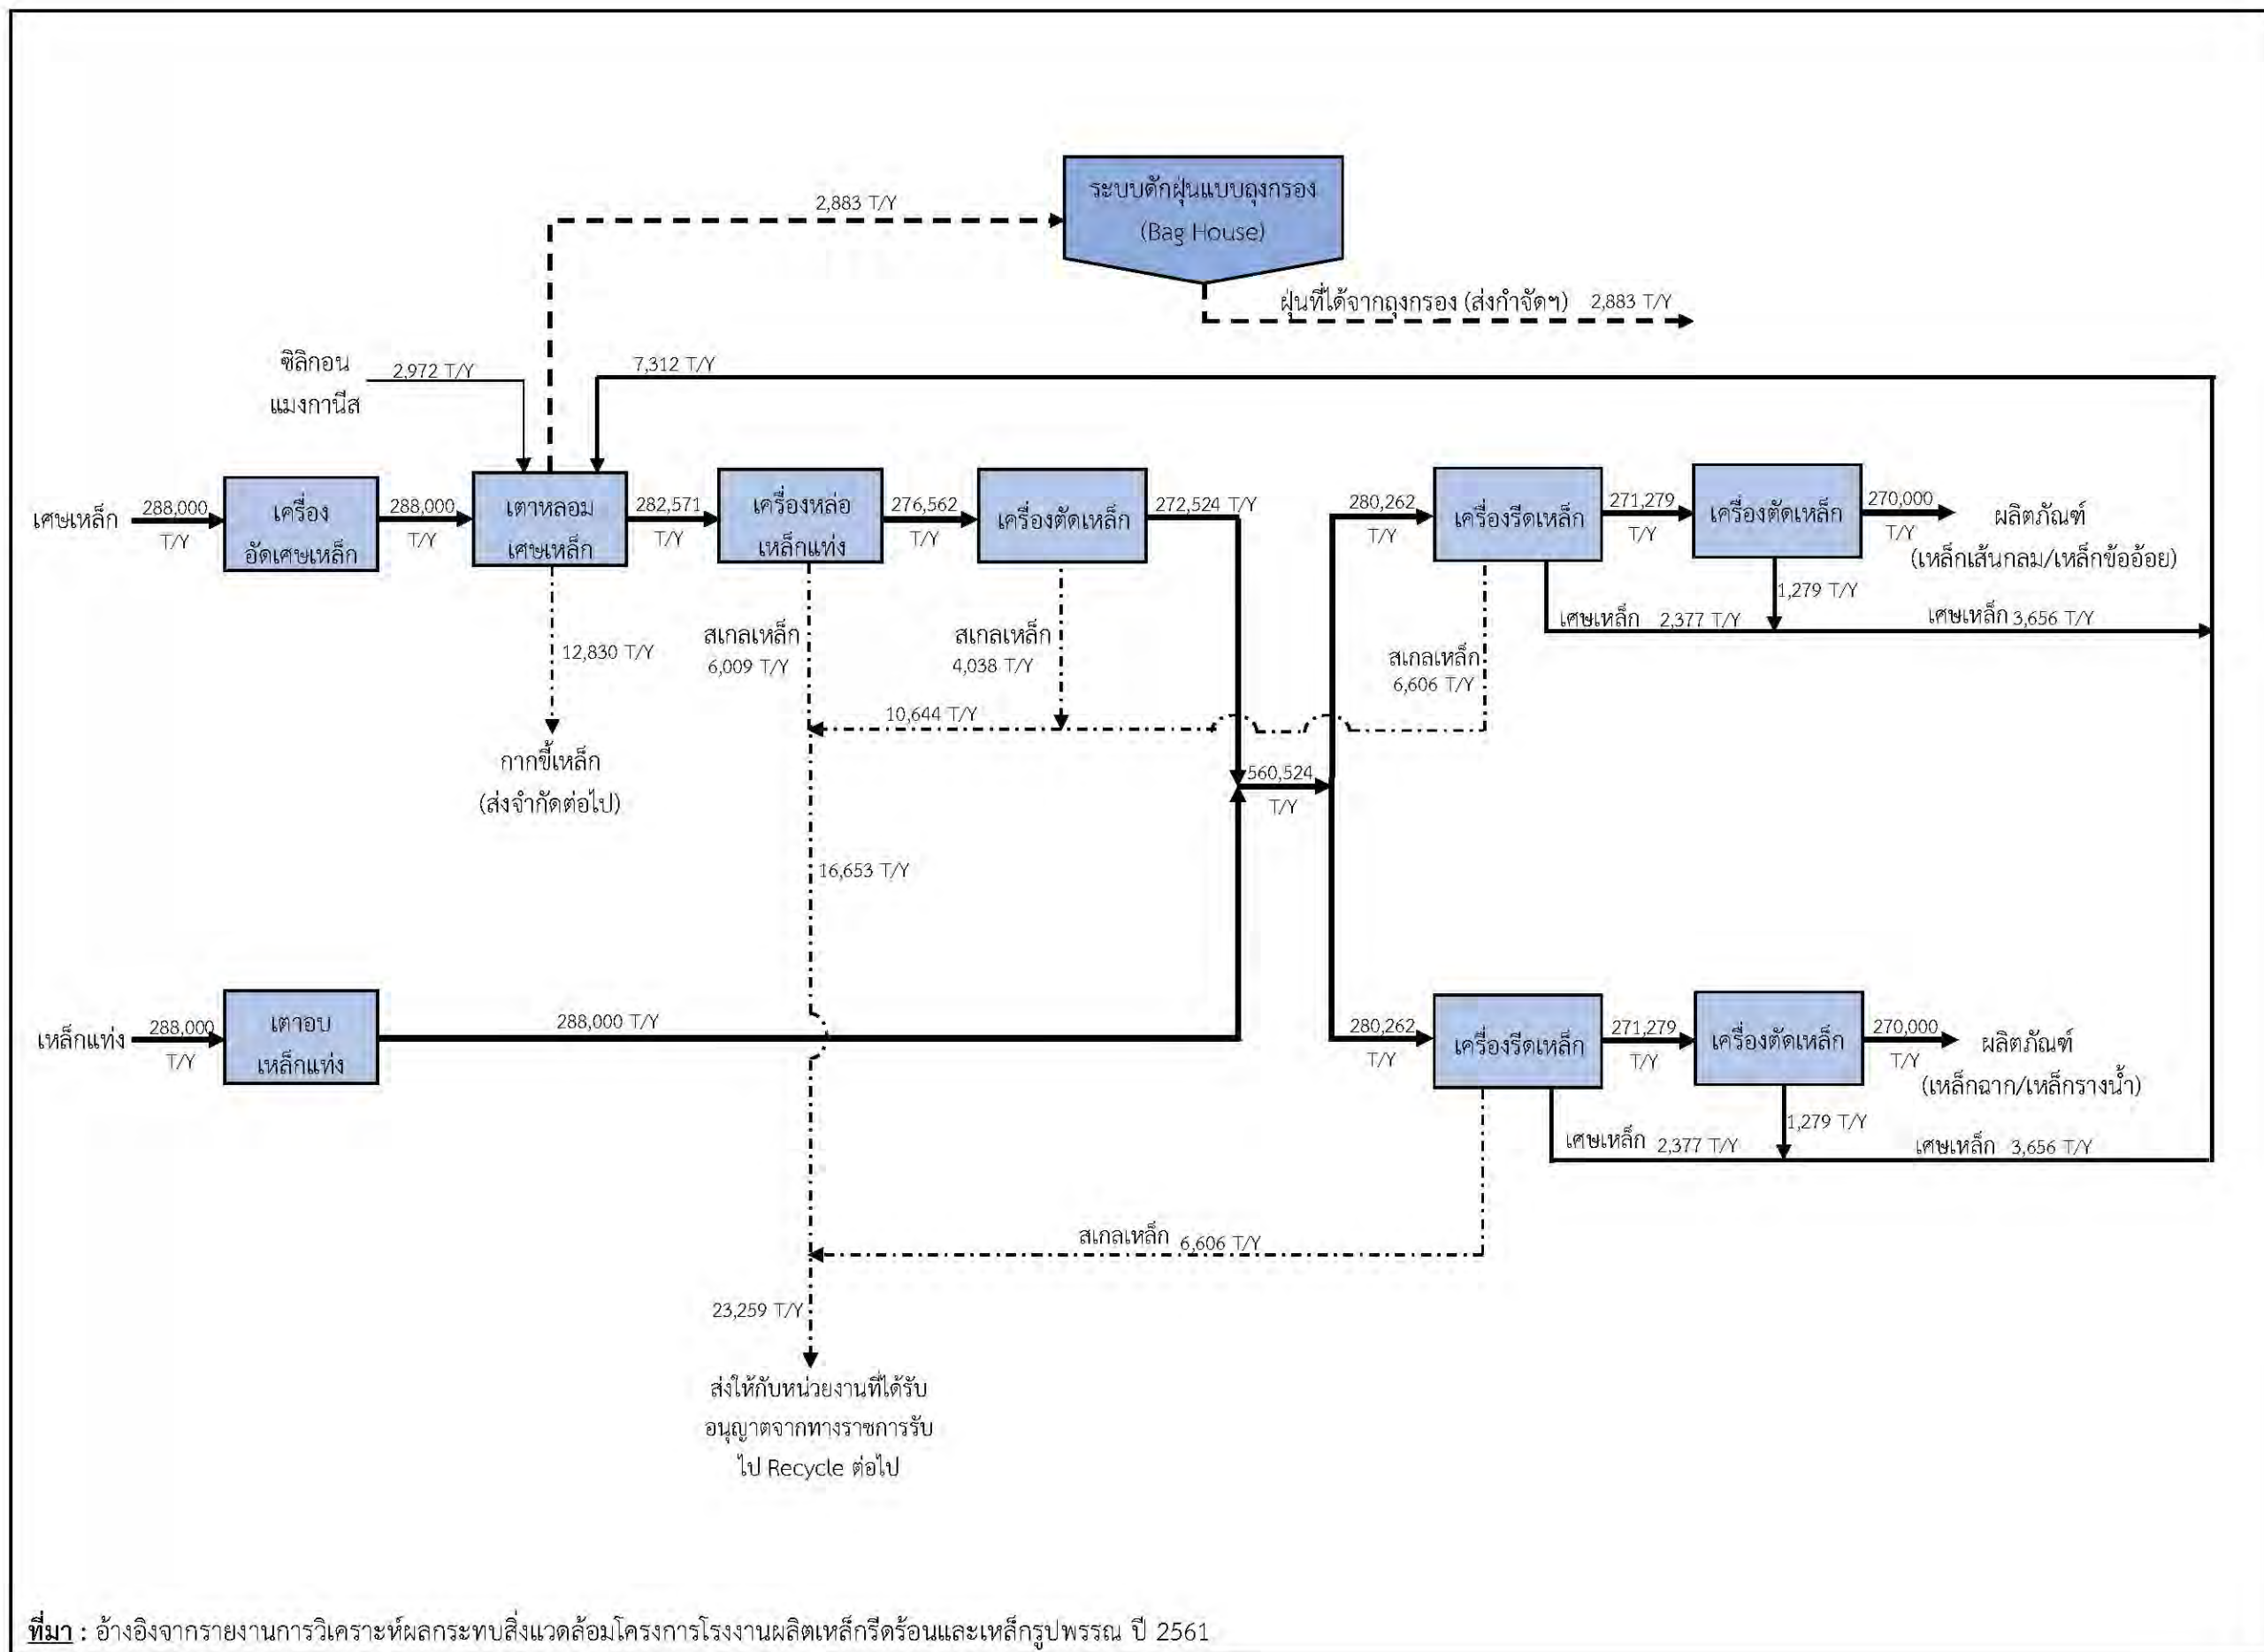 ระบบดักฝุ่นแบบถุงกรอง
(Bag House)
2,883 T/Y
ฝุ่นที่ได้จากถุงกรอง (ส่งกำจัดฯ) 2,883 T/Y
ซิลิกอน
แมงกานีส
2,972 T/Y
7,312 T/Y
เศษเหล็ก
288,000
T/Y
เครื่อง
อัดเศษเหล็ก
288,000
T/Y
เตาหลอม
เศษเหล็ก
282,571
T/Y
เครื่องหล่อ
เหล็กแท่ง
276,562
T/Y
เครื่องตัดเหล็ก
272,524 T/Y
280,262
T/Y
เครื่องรีดเหล็ก
271,279
T/Y
เครื่องตัดเหล็ก
270,000
T/Y
ผลิตภัณฑ์
(เหล็กเส้นกลม/เหล็กข้ออ้อย)
1,279 T/Y
เศษเหล็ก 2,377 T/Y
เศษเหล็ก 3,656 T/Y
12,830 T/Y
กากขี้เหล็ก
(ส่งจำกัดต่อไป)
สเกลเหล็ก
6,009 T/Y
สเกลเหล็ก
4,038 T/Y
สเกลเหล็ก
6,606 T/Y
10,644 T/Y
560,524
T/Y
16,653 T/Y
เหล็กแท่ง
288,000
T/Y
เตาอบ
เหล็กแท่ง
288,000 T/Y
280,262
T/Y
เครื่องรีดเหล็ก
271,279
T/Y
เครื่องตัดเหล็ก
270,000
T/Y
ผลิตภัณฑ์
(เหล็กฉาก/เหล็กรางน้ำ)
1,279 T/Y
เศษเหล็ก 2,377 T/Y
เศษเหล็ก 3,656 T/Y
สเกลเหล็ก 6,606 T/Y
23,259 T/Y
ส่งให้กับหน่วยงานที่ได้รับ
อนุญาตจากทางราชการรับ
ไป Recycle ต่อไป
ที่มา : อ้างอิงจากรายงานการวิเคราะห์ผลกระทบสิ่งแวดล้อมโครงการโรงงานผลิตเหล็กรีดร้อนและเหล็กรูปพรรณ ปี 2561